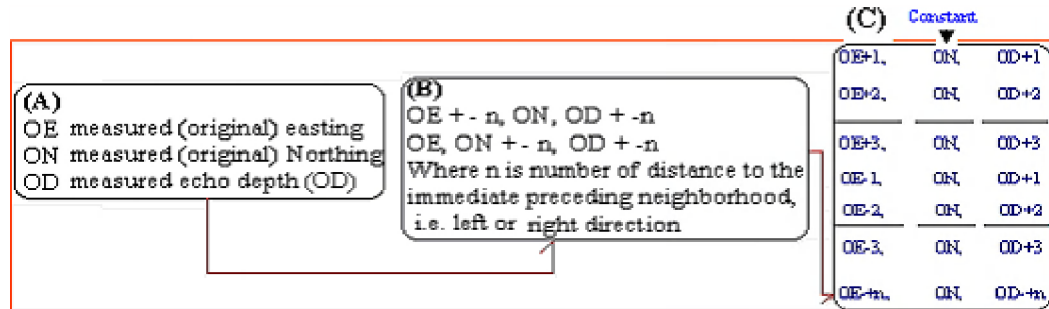 (A)
OE measured (original) easting
ON measured (original) Northing
OD measured echo depth (OD)
(B)
OE + - n, ON, OD + -n
OE, ON + - n, OD + -n
Where n is number of distance to the
immediate preceding neighborhood,
i.e. left or right direction
(C) Constant
OE+1, ON, OD+1
OE+2, ON, OD+2
OE+3, ON, OD+3
OE-1, ON, OD+1
OE-2, ON, OD+2
OE-3, ON, OD+3
OE-+n, ON, OD-+n